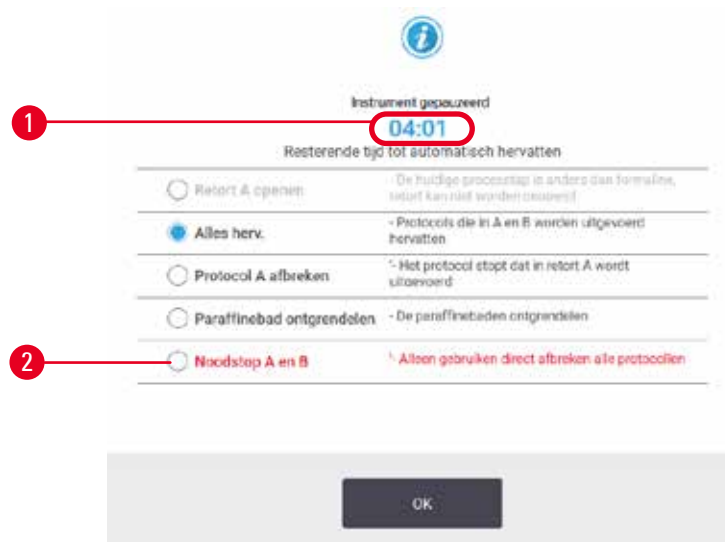 i
Instrument gepauzeerd
1
04:01
Resterende tijd tot automatisch hervatten
Retort A openen
- De huidige processtap is anders dan formaline,
retort kan niet worden geopend
Alles herv.
- Protocols die in A en B worden uitgevoerd
hervatten
Protocol A afbreken
- Het protocol stopt dat in retort A wordt
uitgevoerd
Paraffinebad ontgrendelen
- De paraffinebaden ontgrendelen
2
Noodstop A en B
- Alleen gebruiken direct afbreken alle protocollen
OK